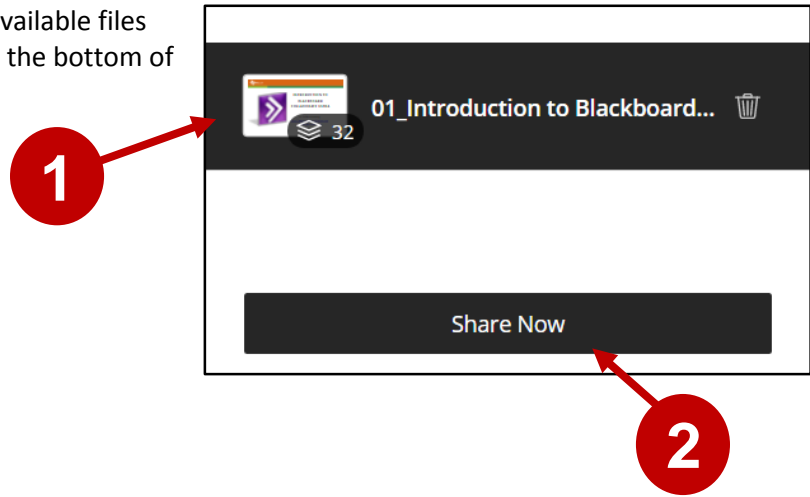 vailable files
the bottom of
01_Introduction to Blackboard...
32
1
Share Now
2